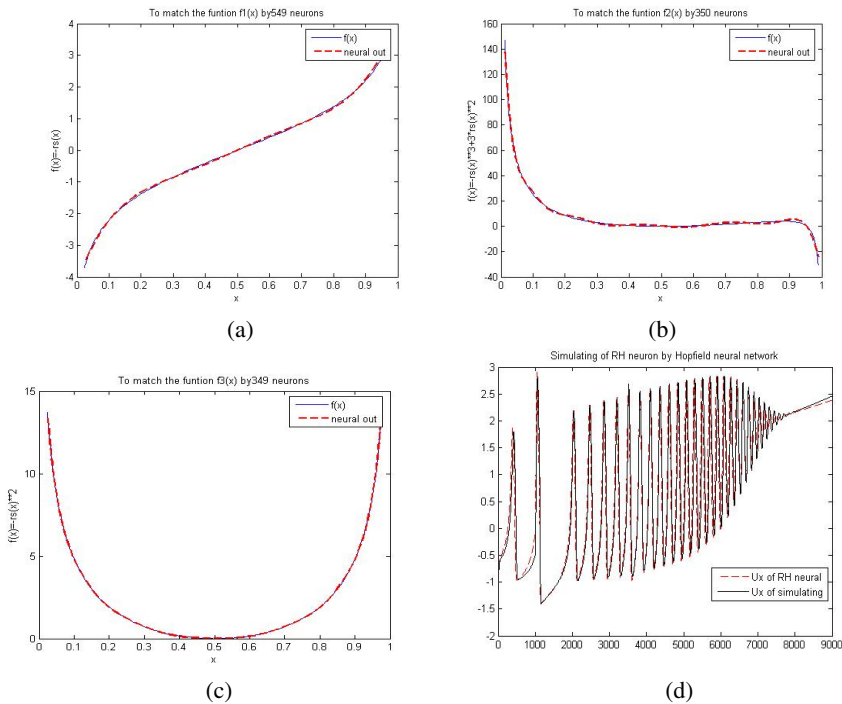 To match the funtion f1(x) by549 neurons
4
3
2
1
0
-1
-2
-3
-4
f(x)=-rs(x)
f(x)
neural out
0 0.1 0.2 0.3 0.4 0.5 0.6 0.7 0.8 0.9 1
x
(a)
To match the funtion f2(x) by350 neurons
160
140
120
100
80
60
40
20
0
-20
-40
f(x)=-rs(x)**3+3*rs(x)**2
f(x)
neural out
0 0.1 0.2 0.3 0.4 0.5 0.6 0.7 0.8 0.9 1
x
(b)
To match the funtion f3(x) by349 neurons
15
10
5
0
f(x)=-rs(x)**2
f(x)
neural out
0 0.1 0.2 0.3 0.4 0.5 0.6 0.7 0.8 0.9 1
x
(c)
Simulating of RH neuron by Hopfield neural network
3
2.5
2
1.5
1
0.5
0
-0.5
-1
-1.5
-2
Ux of RH neural
Ux of simulating
0 1000 2000 3000 4000 5000 6000 7000 8000 9000
(d)